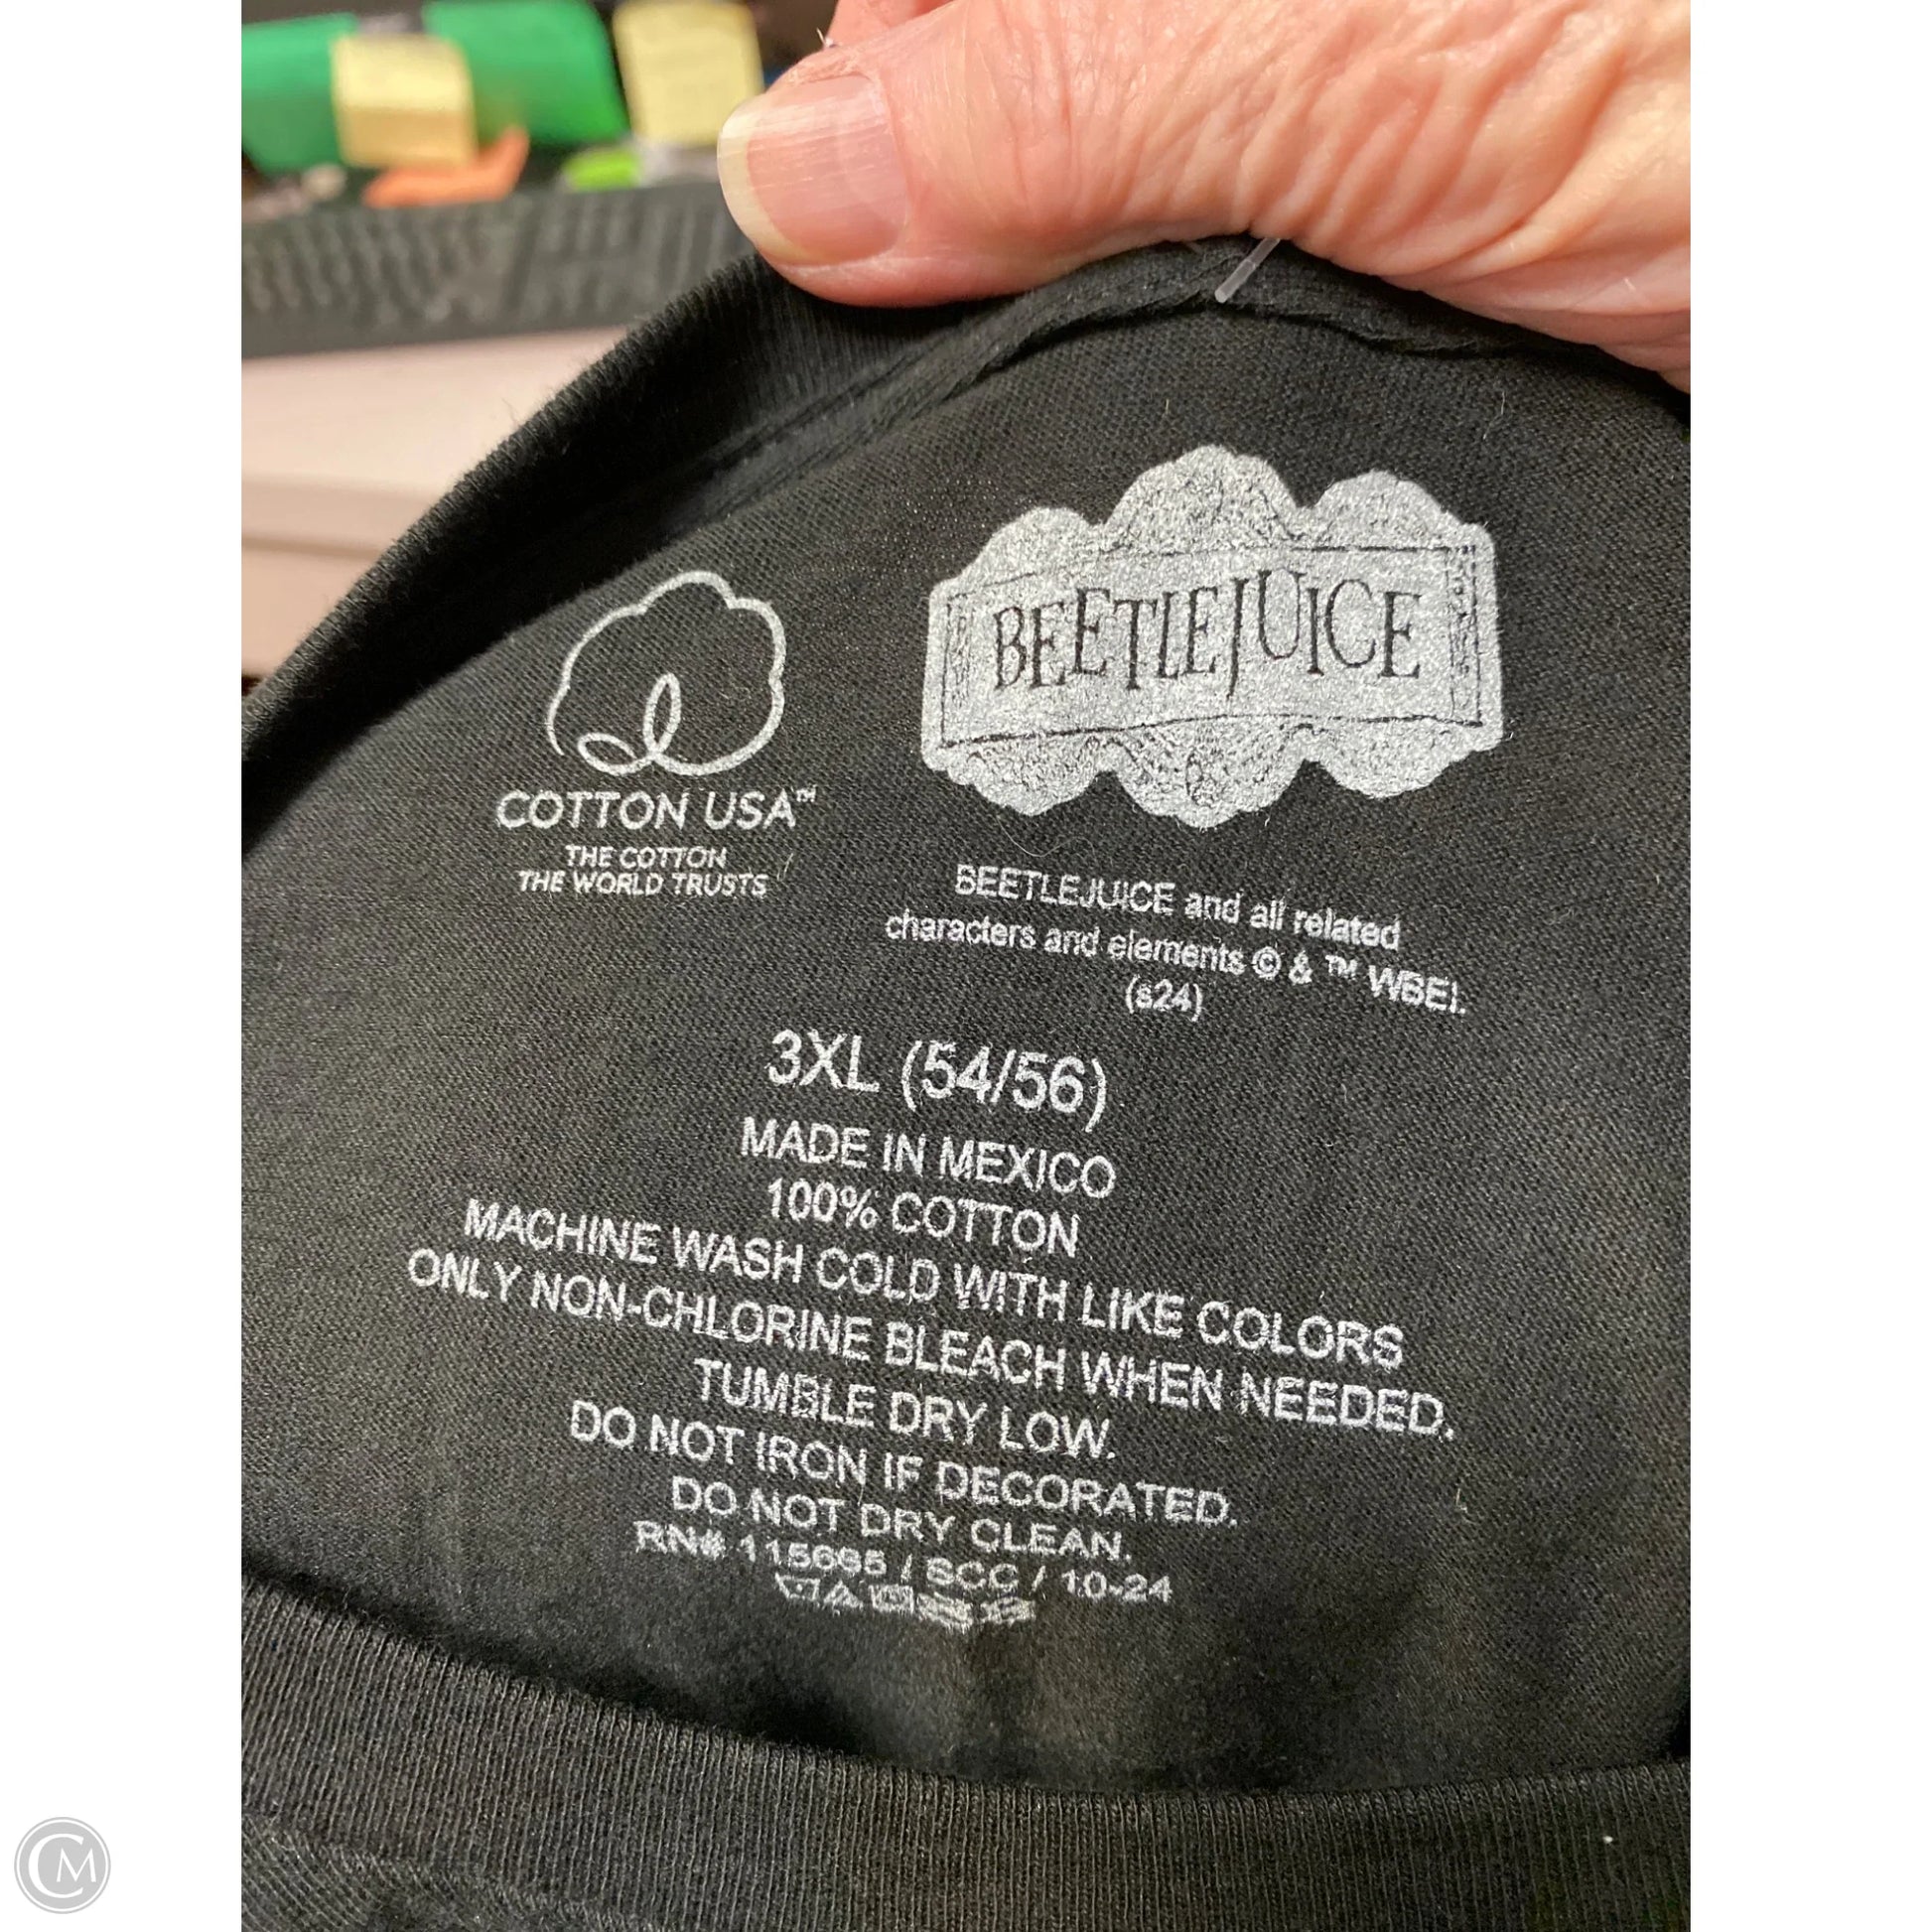 COTTON USA™
THE COTTON
THE WORLD TRUSTS
BEETLEJUICE
BEETLEJUICE and all related
characters and elements © & ™ WBEI.
(s24)
3XL (54/56)
MADE IN MEXICO
100% COTTON
MACHINE WASH COLD WITH LIKE COLORS
ONLY NON-CHLORINE BLEACH WHEN NEEDED.
TUMBLE DRY LOW.
DO NOT IRON IF DECORATED.
DO NOT DRY CLEAN.
RN# 115695 / SCC / 10-24
CM